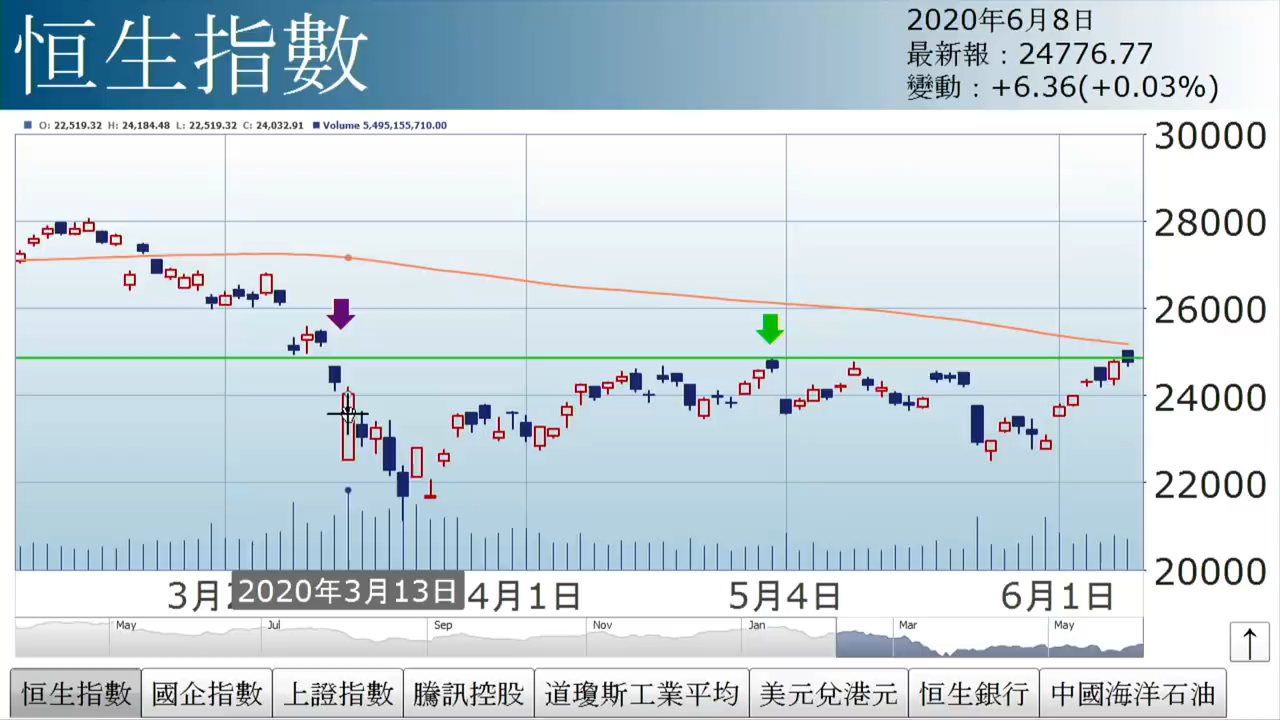 恒生指數
2020年6月8日
最新報：24776.77
變動：+6.36(+0.03%)
O: 22,519.32 H: 24,184.48 L: 22,519.32 C: 24,032.91 Volume 5,495,155,710.00
30000
28000
26000
24000
22000
20000
3月2 2020年3月13日 4月1日 5月4日 6月1日
May Jul Sep Nov Jan Mar May
↑
恒生指數 國企指數 上證指數 騰訊控股 道瓊斯工業平均 美元兌港元 恒生銀行 中國海洋石油